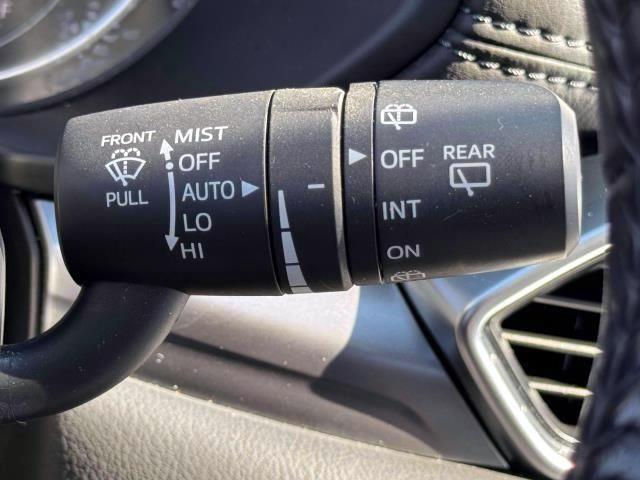 FRONT
MIST
OFF
PULL
AUTO
LO
HI
OFF
INT
ON
REAR